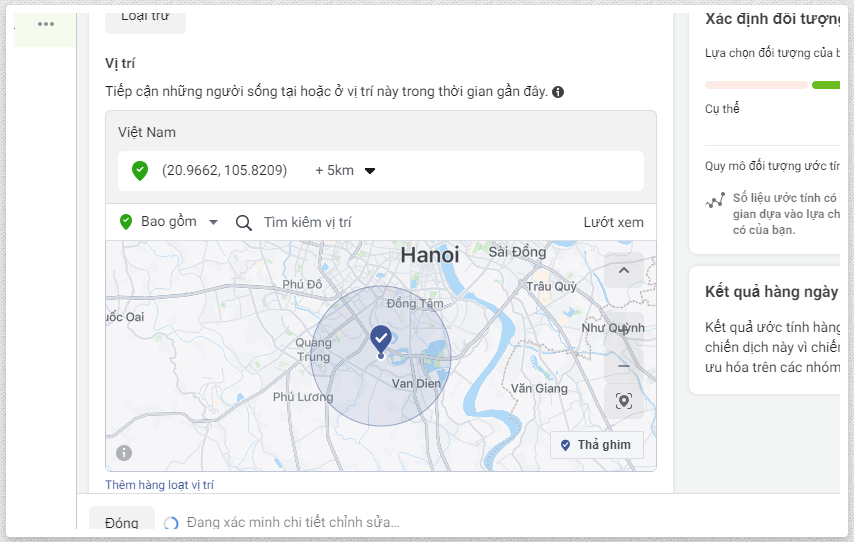 Loại trừ
Vị trí
Tiếp cận những người sống tại hoặc ở vị trí này trong thời gian gần đây.
Việt Nam
(20.9662, 105.8209) + 5km
Bao gồm Tìm kiếm vị trí Lướt xem
Hanoi
Sài Đồng
Phú Đô
Trâu Quỳ
Đồng Tâm
uốc Oai
Như Quỳnh
Quang
Trung
Van Dien
Văn Giang
Phú Lương
Thả ghim
Thêm hàng loạt vị trí
Đóng Đang xác minh chi tiết chỉnh sửa...
Xác định đối tượng
Lựa chọn đối tượng của b
Cụ thể
Quy mô đối tượng ước tín
Số liệu ước tính có
gian dựa vào lựa ch
có của bạn.
Kết quả hàng ngày
Kết quả ước tính hàng
chiến dịch này vì chiến
ưu hóa trên các nhóm